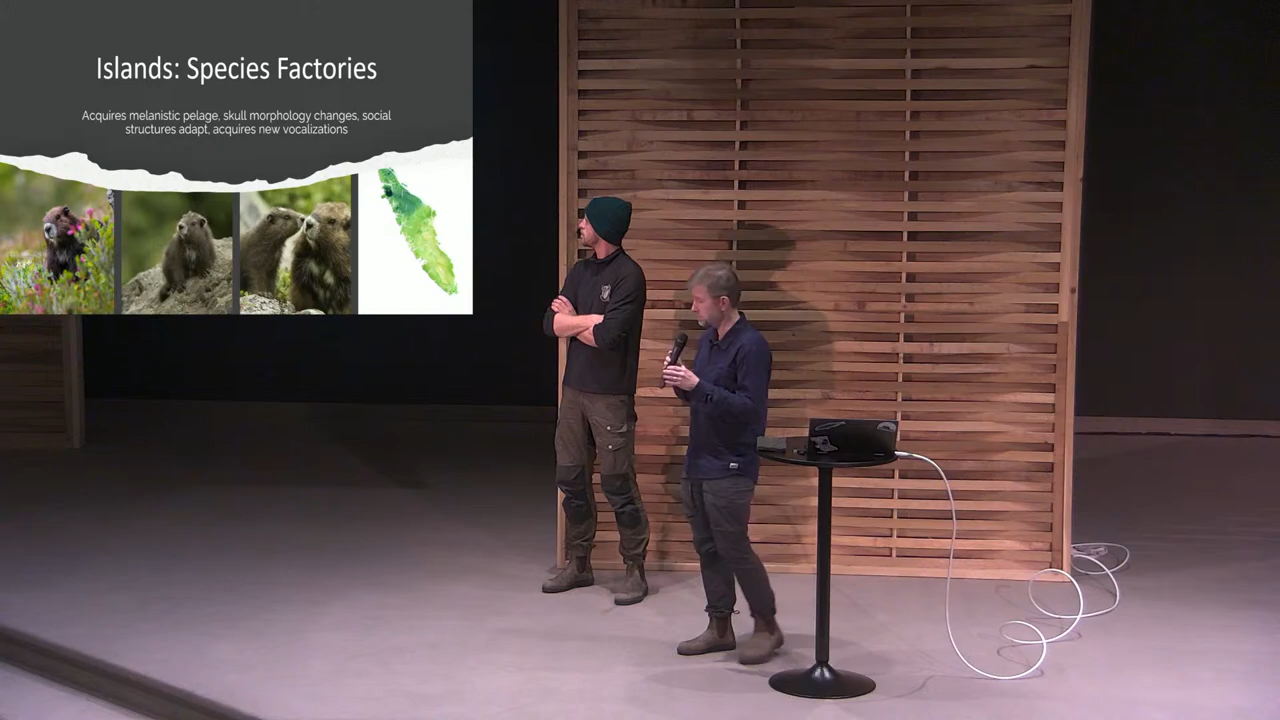 Islands: Species Factories
Acquires melanistic pelage, skull morphology changes, social
structures adapt, acquires new vocalizations